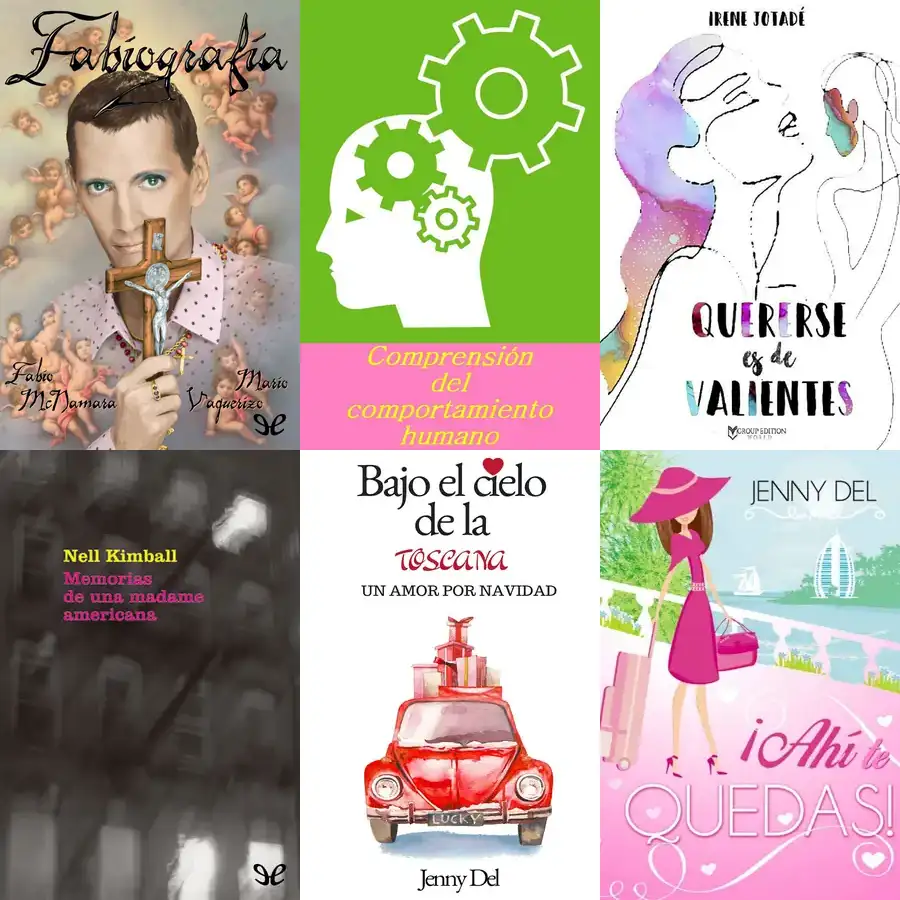 Fabiografía
Fabio
McNamara
Mario
Vaquerizo
Comprensión
del
comportamiento
humano
IRENE JOTADÉ
QUERERSE
es de
VALIENTES
GROUP EDITION
WORLD
Nell Kimball
Memorias
de una madame
americana
Bajo el cielo
de la
TOSCANA
UN AMOR POR NAVIDAD
LUCKY
Jenny Del
JENNY DEL
¡Ahí te
QUEDAS!